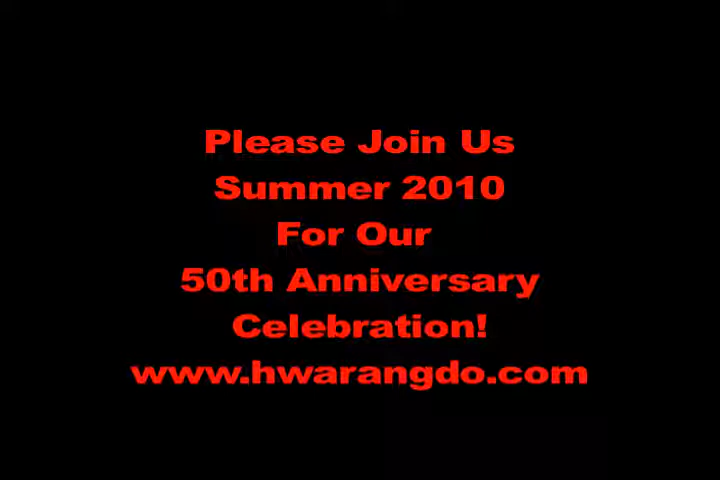 Please Join Us
Summer 2010
For Our
50th Anniversary
Celebration!
www.hwarangdo.com